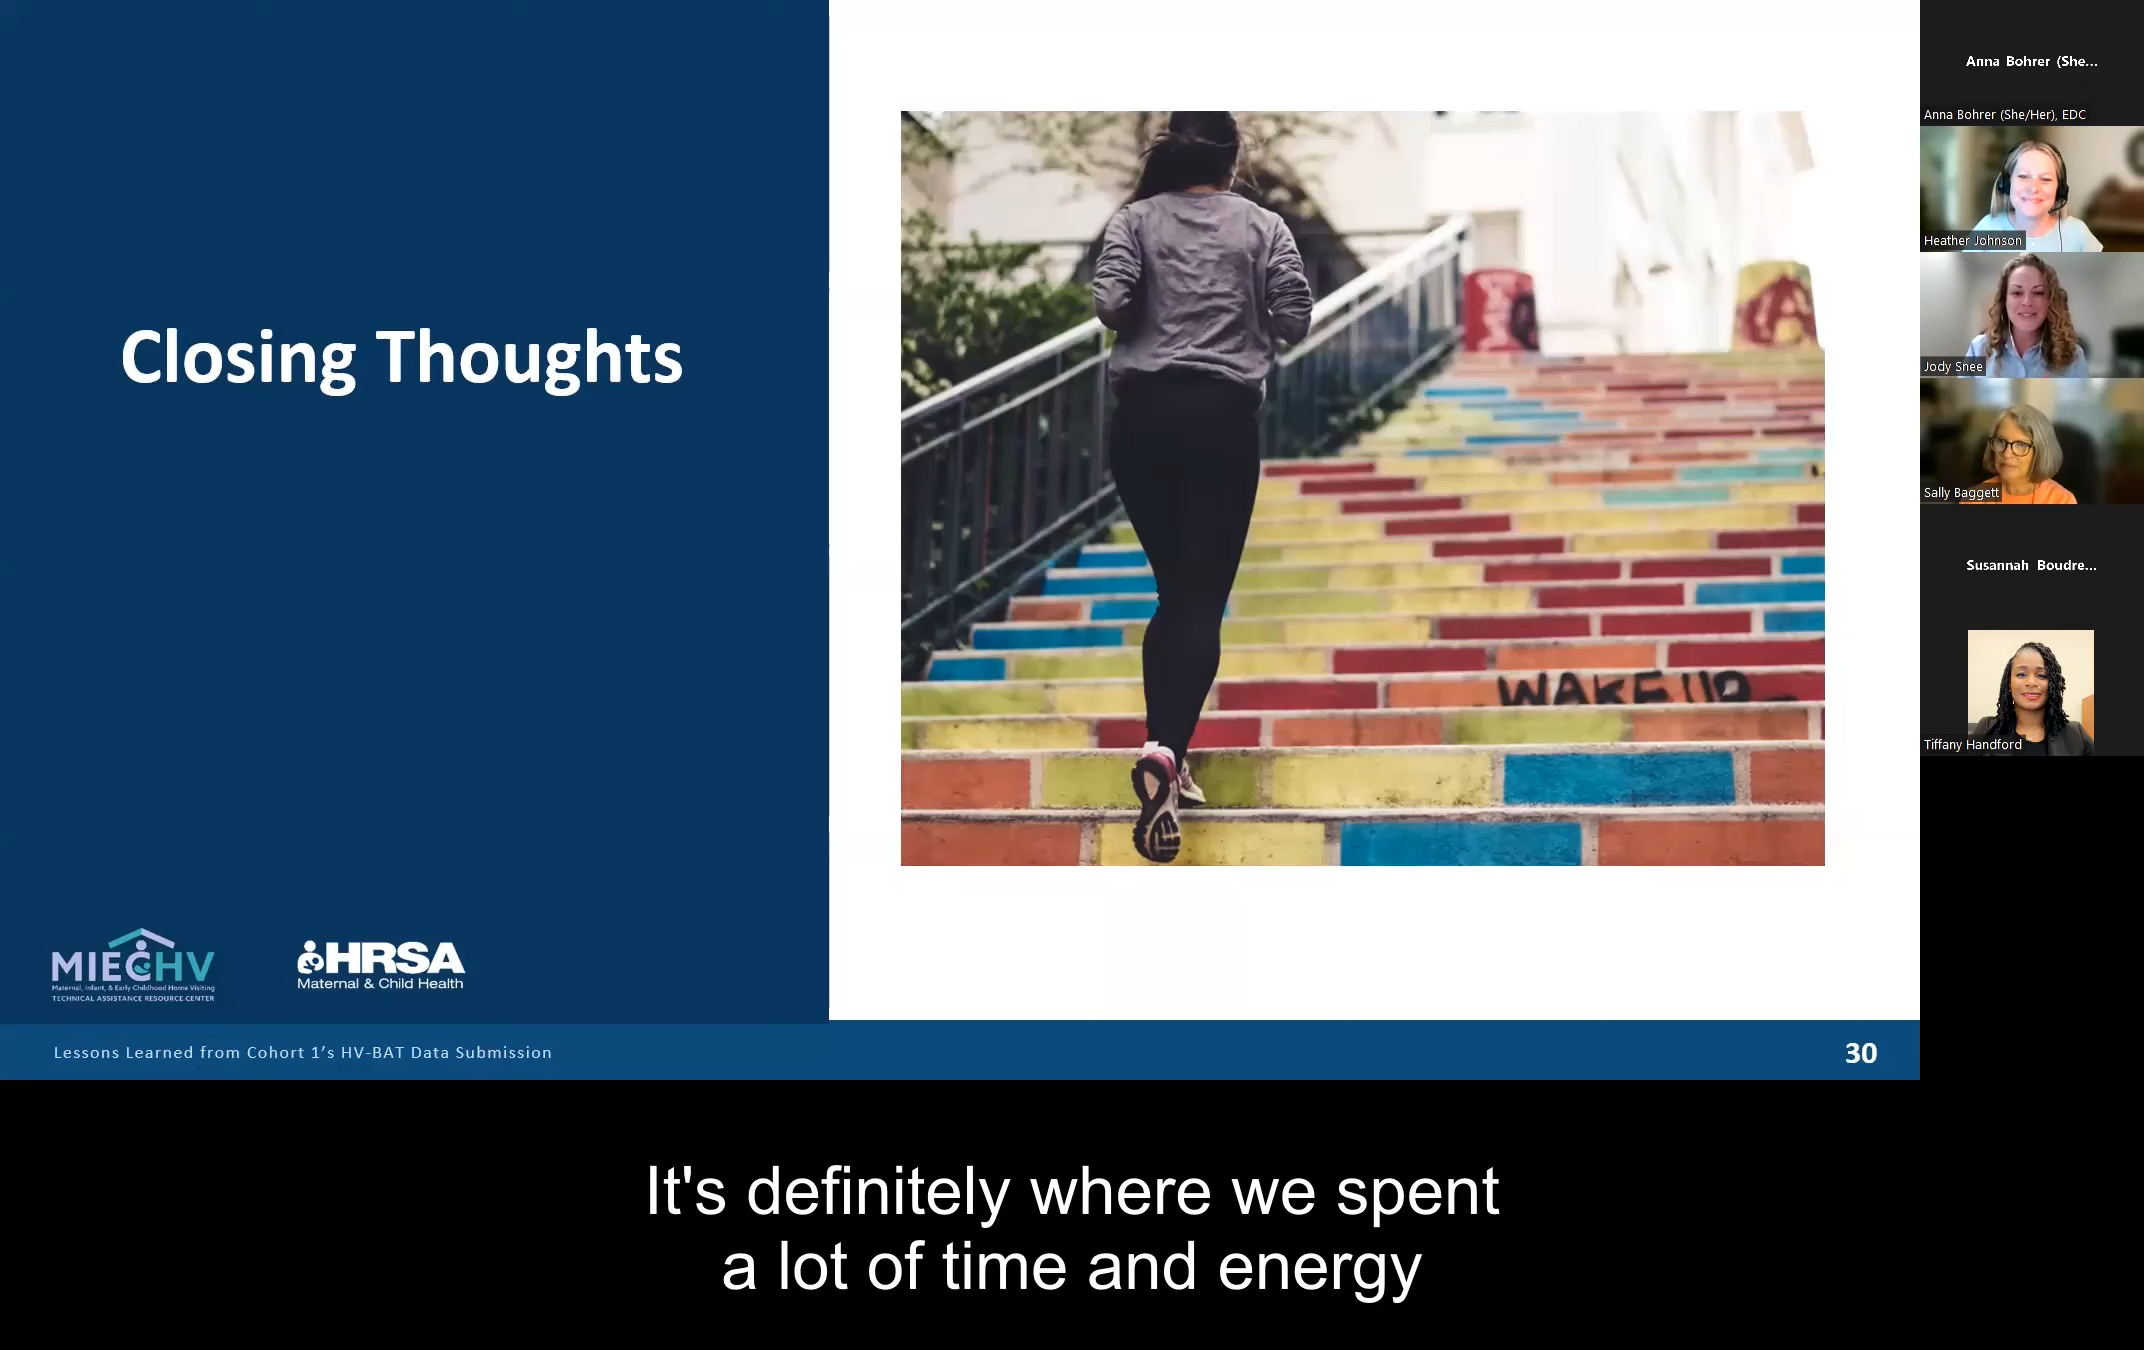 Closing Thoughts
WAKE UP
MIECHV
Maternal, Infant, & Early Childhood Home Visiting
TECHNICAL ASSISTANCE RESOURCE CENTER
HRSA
Maternal & Child Health
Lessons Learned from Cohort 1's HV-BAT Data Submission
30
Anna Bohrer (She...
Anna Bohrer (She/Her), EDC
Heather Johnson
Jody Snee
Sally Baggett
Susannah Boudre...
Tiffany Handford
It's definitely where we spent
a lot of time and energy